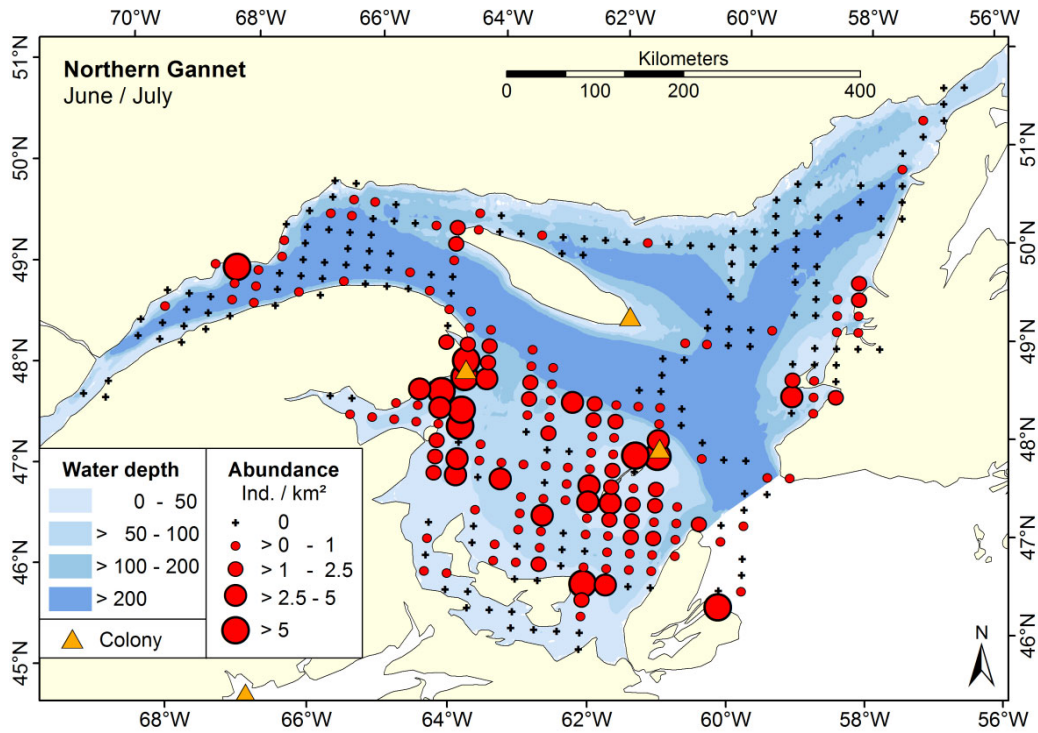 70°W 68°W 66°W 64°W 62°W 60°W 58°W 56°W
Northern Gannet
June / July
Kilometers
0 100 200 400
51°N
50°N
49°N
48°N
47°N
46°N
45°N
51°N
50°N
49°N
48°N
47°N
46°N
Water depth
0 - 50
> 50 - 100
> 100 - 200
> 200
Colony
Abundance
Ind. / km²
0
> 0 - 1
> 1 - 2.5
> 2.5 - 5
> 5
N
68°W 66°W 64°W 62°W 60°W 58°W 56°W